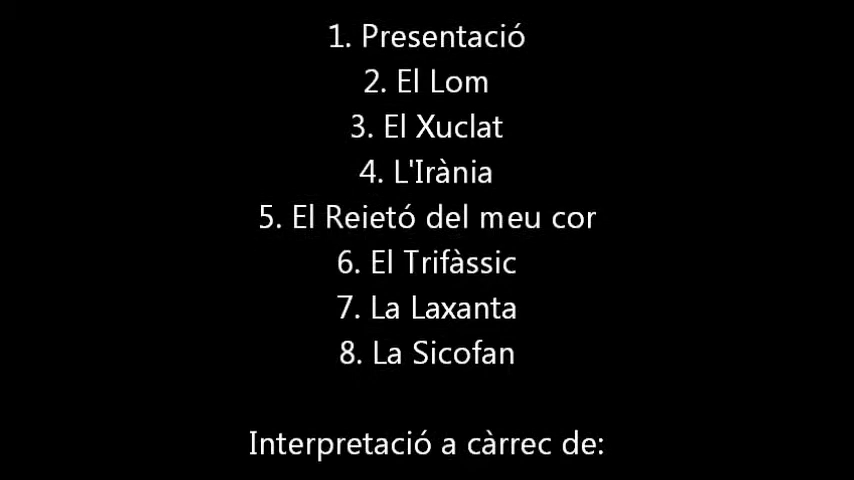 1. Presentació
2. El Lom
3. El Xuclat
4. L'Irània
5. El Reietó del meu cor
6. El Trifàssic
7. La Laxanta
8. La Sicofan
Interpretació a càrrec de: